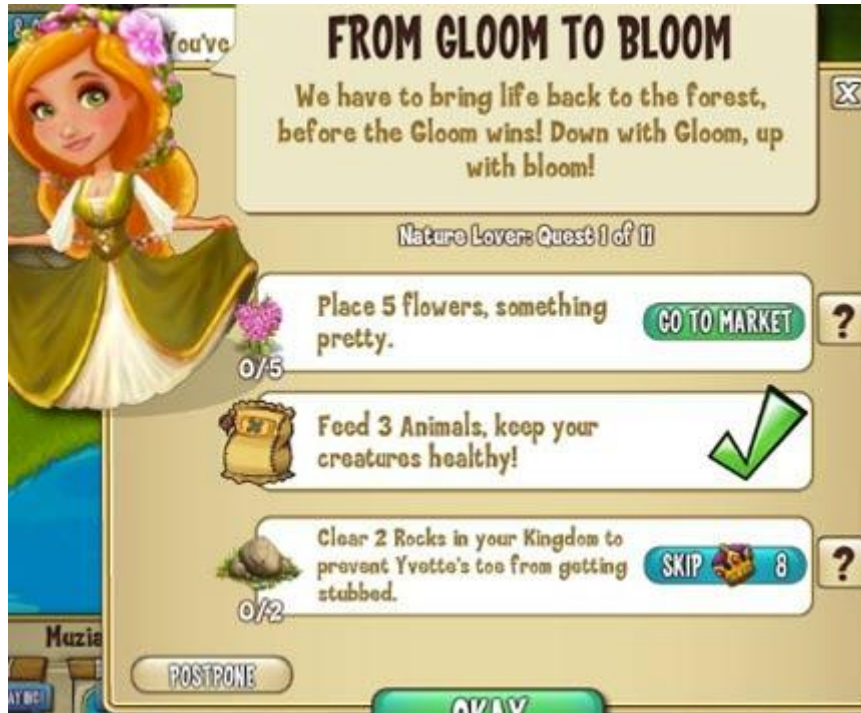 You've
FROM GLOOM TO BLOOM
We have to bring life back to the forest,
before the Gloom wins! Down with Gloom, up
with bloom!
Nature Lover: Quest 1 of 11
Place 5 flowers, something
pretty.
GO TO MARKET
?
0/5
Feed 3 Animals, keep your
creatures healthy!
Clear 2 Rocks in your Kingdom to
prevent Yvette's toe from getting
stubbed.
SKIP 8
?
0/2
Muzia
POSTPONE
OKAY